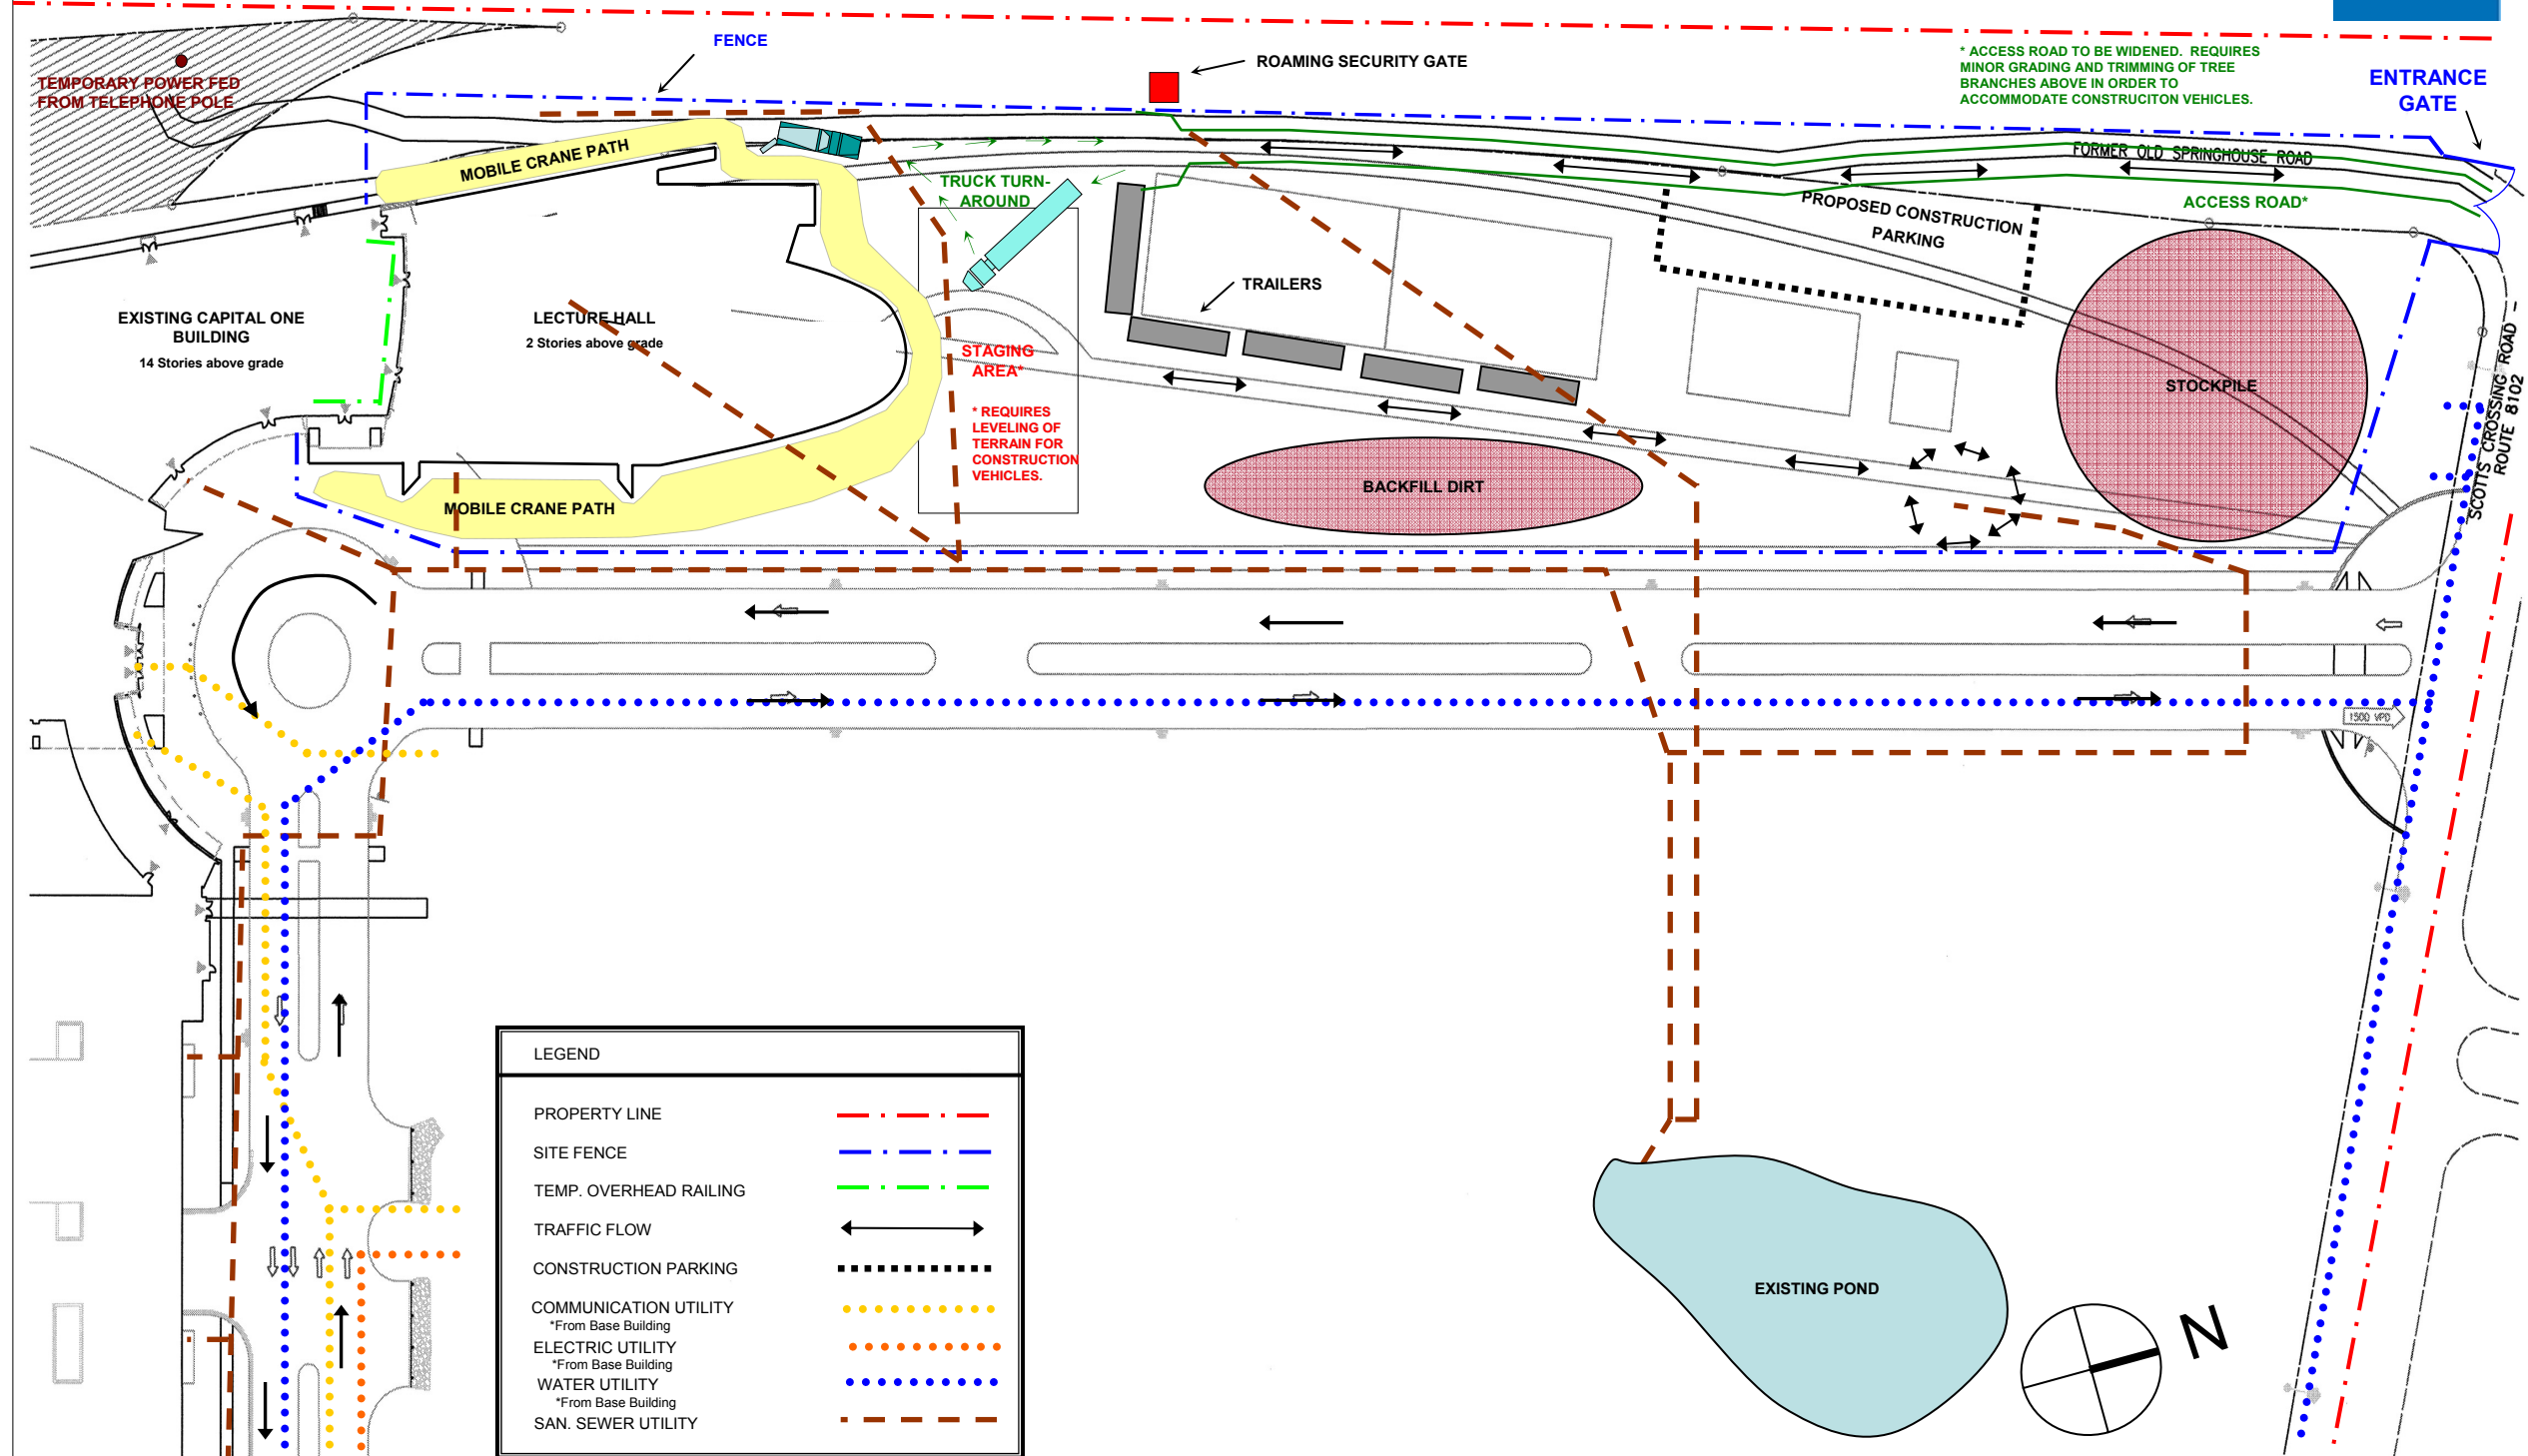 FENCE
ROAMING SECURITY GATE
* ACCESS ROAD TO BE WIDENED. REQUIRES
MINOR GRADING AND TRIMMING OF TREE
BRANCHES ABOVE IN ORDER TO
ACCOMMODATE CONSTRUCITON VEHICLES.
ENTRANCE
GATE
TEMPORARY POWER FED
FROM TELEPHONE POLE
MOBILE CRANE PATH
FORMER OLD SPRINGHOUSE ROAD
TRUCK TURN-
AROUND
ACCESS ROAD*
PROPOSED CONSTRUCTION
PARKING
TRAILERS
EXISTING CAPITAL ONE
BUILDING
14 Stories above grade
LECTURE HALL
2 Stories above grade
STAGING
AREA*
* REQUIRES
LEVELING OF
TERRAIN FOR
CONSTRUCTION
VEHICLES.
STOCKPILE
SCOTTS CROSSING ROAD -
ROUTE 8102
BACKFILL DIRT
MOBILE CRANE PATH
1500 VPD
LEGEND
PROPERTY LINE
SITE FENCE
TEMP. OVERHEAD RAILING
TRAFFIC FLOW
CONSTRUCTION PARKING
COMMUNICATION UTILITY
*From Base Building
ELECTRIC UTILITY
*From Base Building
WATER UTILITY
*From Base Building
SAN. SEWER UTILITY
EXISTING POND
N